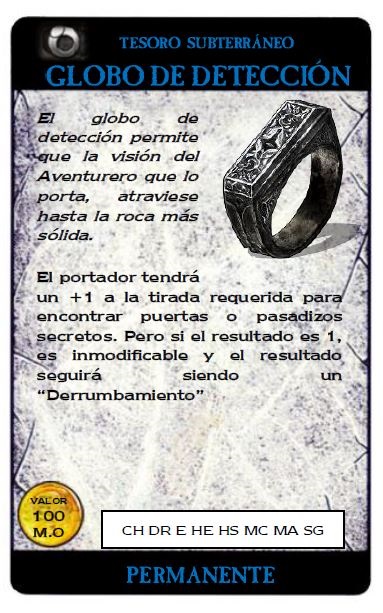 TESORO SUBTERRÁNEO
GLOBO DE DETECCIÓN
El globo de
detección permite
que la visión del
Aventurero que lo
porta, atraviese
hasta la roca más
sólida.
El portador tendrá
un +1 a la tirada requerida para
encontrar puertas o pasadizos
secretos. Pero si el resultado es 1,
es inmodificable y el resultado
seguirá siendo un
“Derrumbamiento”
VALOR
100
M.O
CH DR E HE HS MC MA SG
PERMANENTE